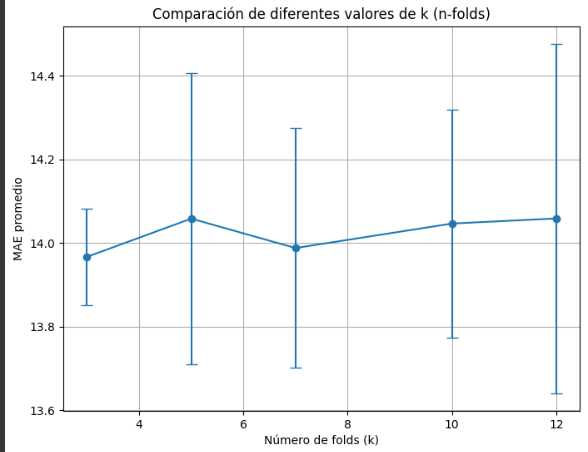 Comparación de diferentes valores de k (n-folds)
14.4
14.2
14.0
13.8
13.6
MAE promedio
4 6 8 10 12
Número de folds (k)